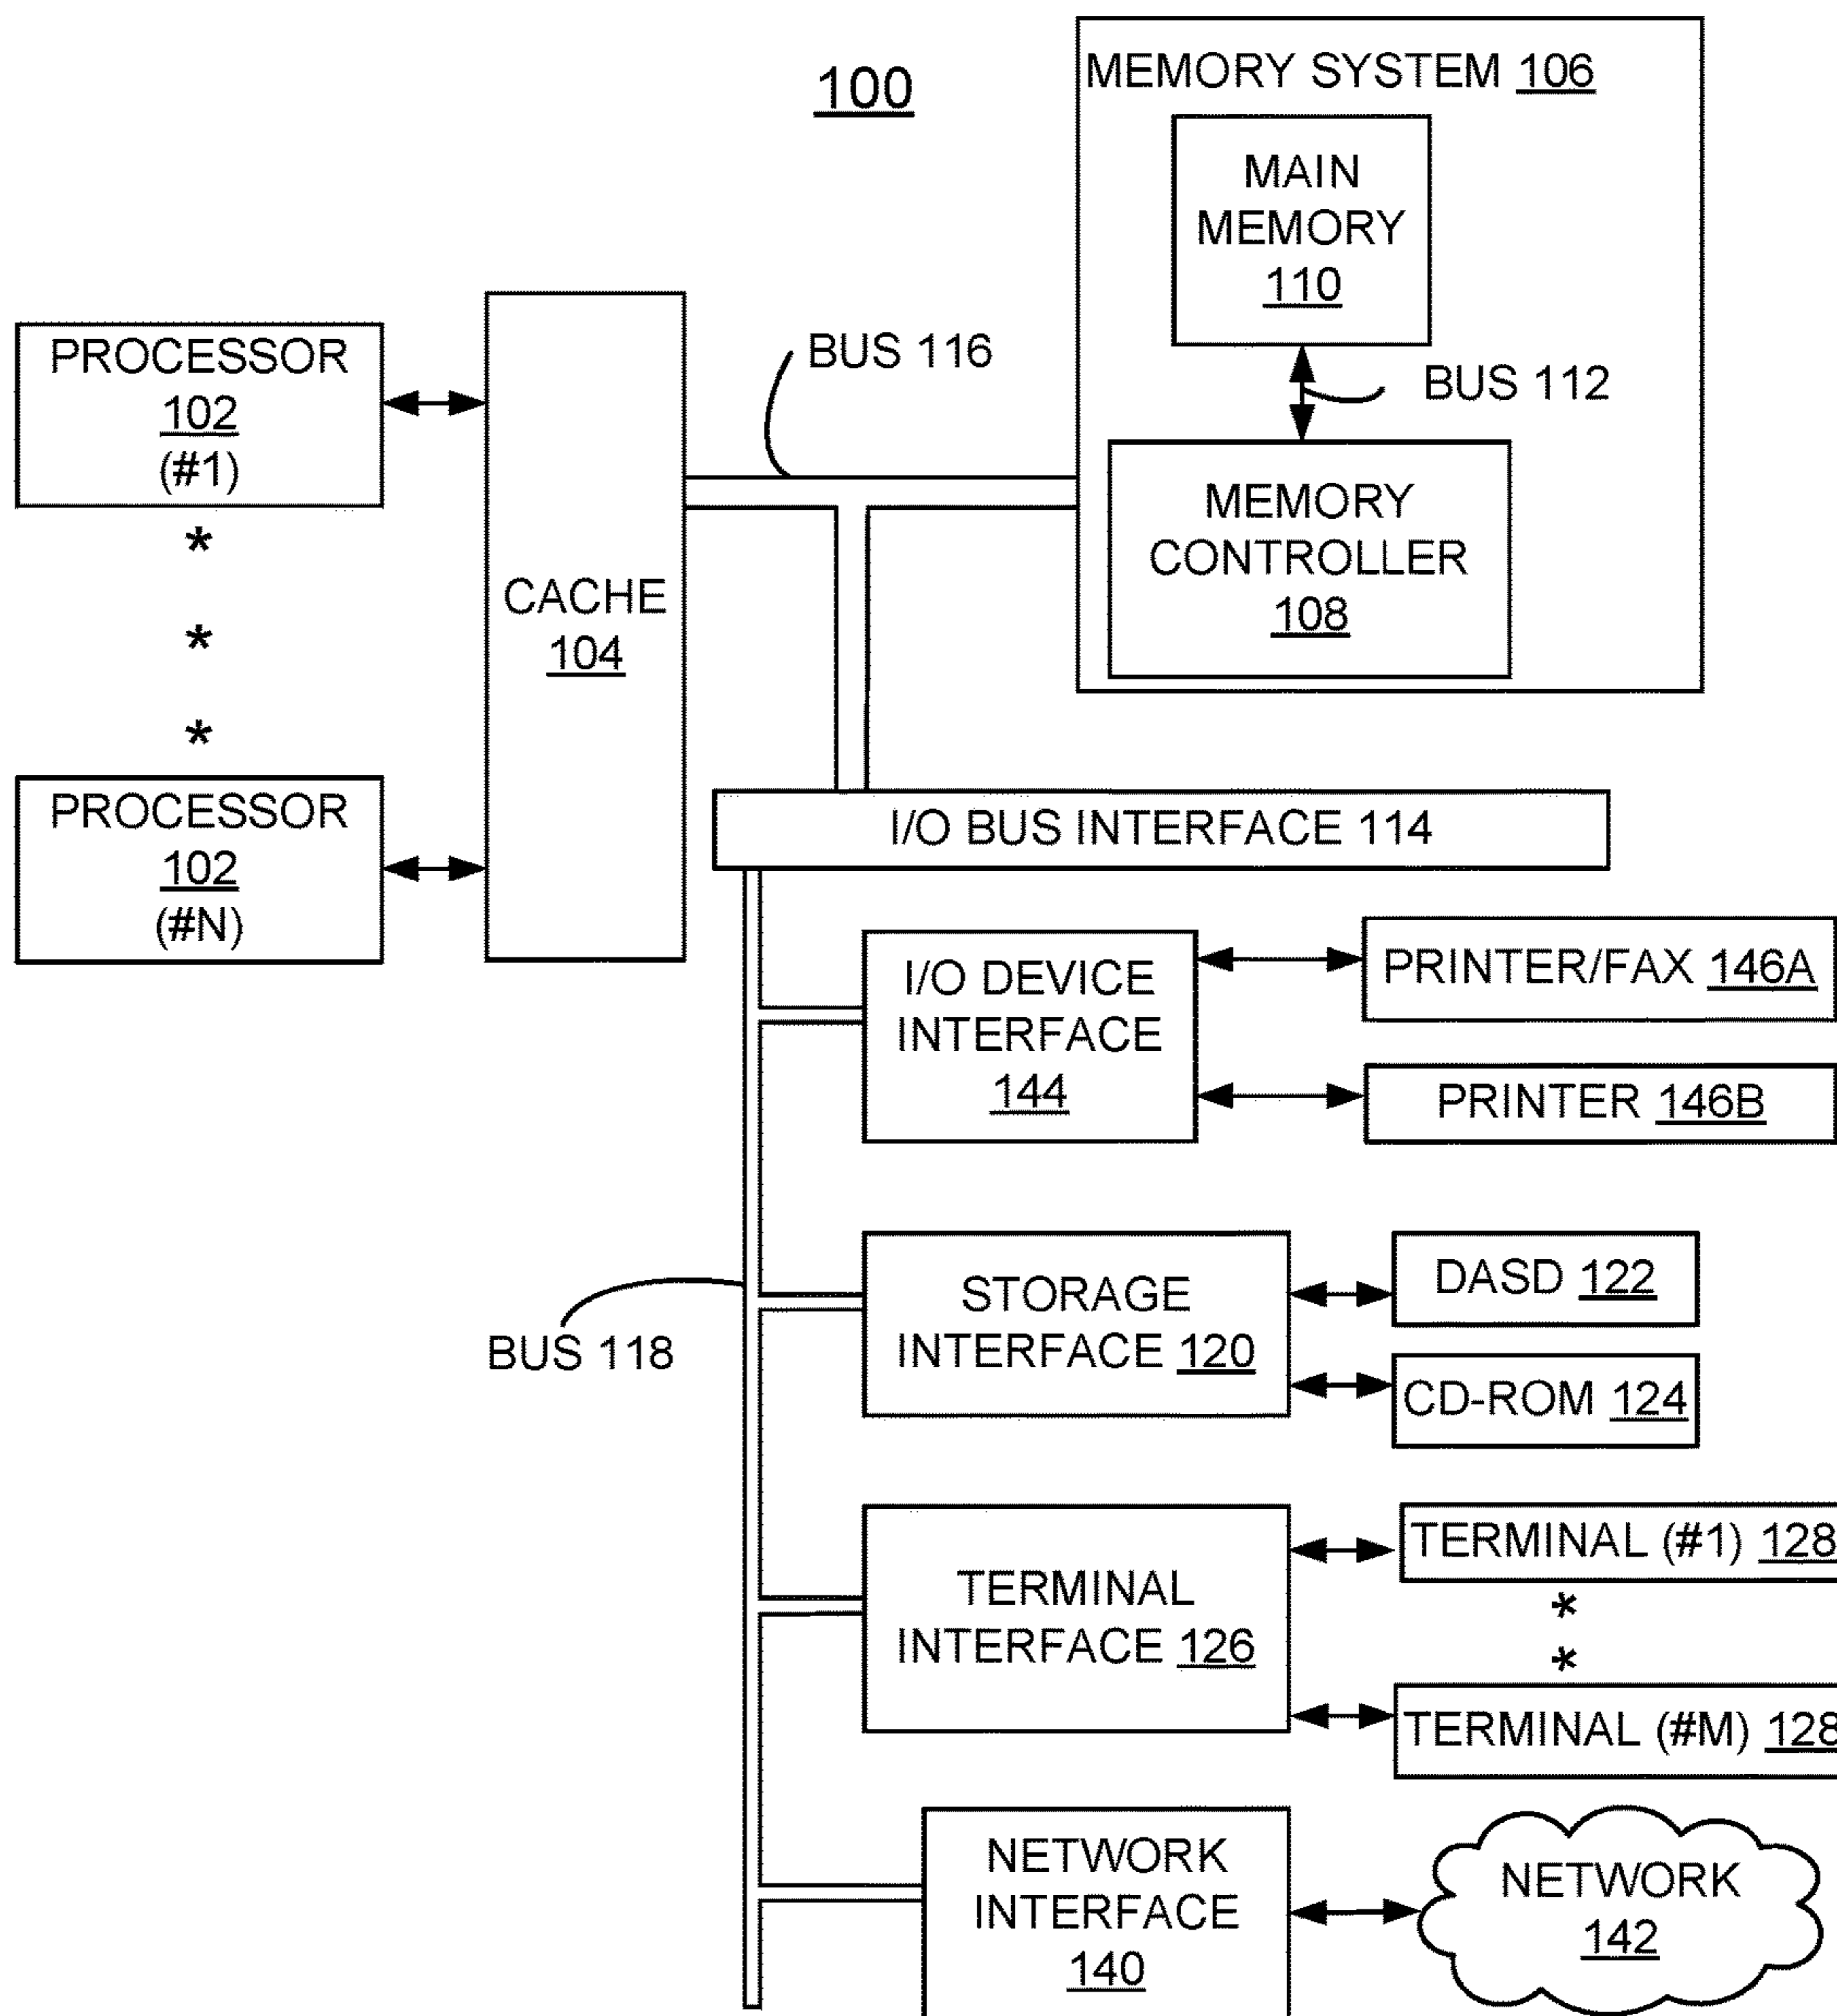 100
MEMORY SYSTEM 106
MAIN
MEMORY
110
BUS 112
MEMORY
CONTROLLER
108
BUS 116
PROCESSOR
102
(#1)
*
*
*
PROCESSOR
102
(#N)
CACHE
104
I/O BUS INTERFACE 114
I/O DEVICE
INTERFACE
144
PRINTER/FAX 146A
PRINTER 146B
BUS 118
STORAGE
INTERFACE 120
DASD 122
CD-ROM 124
TERMINAL
INTERFACE 126
TERMINAL (#1) 128
*
*
TERMINAL (#M) 128
NETWORK
INTERFACE
140
NETWORK
142